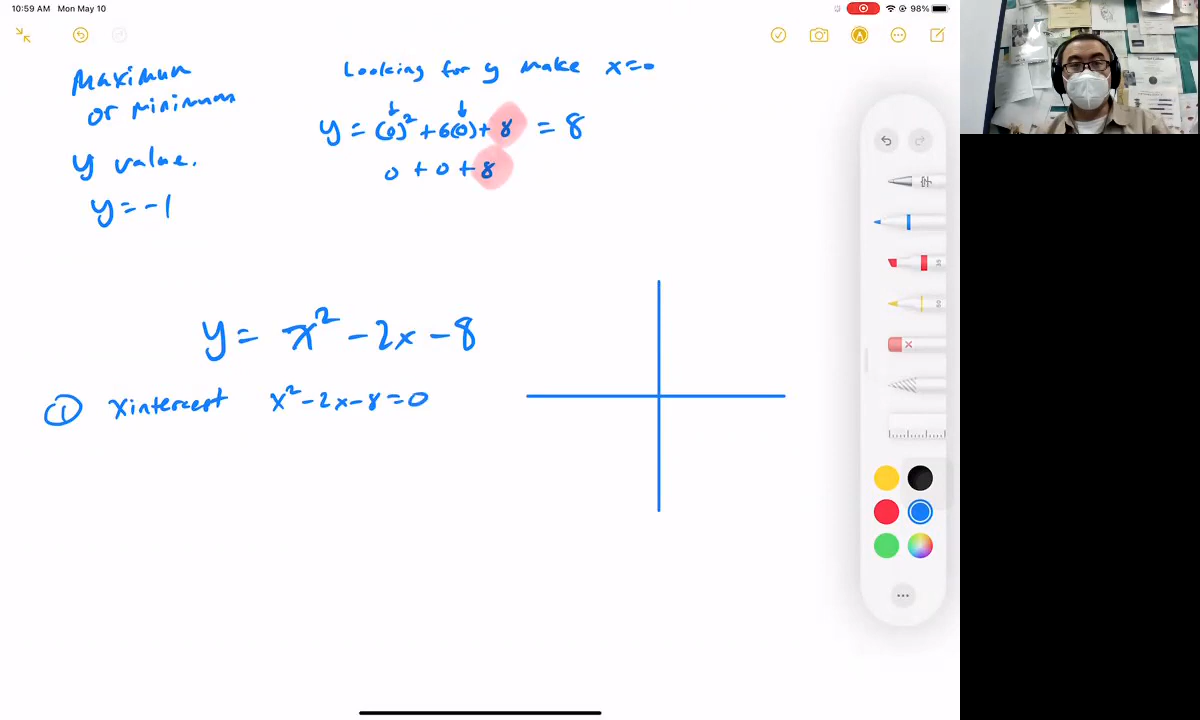 10:59 AM Mon May 10
98%
Maximum
or minimum
y value.
y = -1
Looking for y make x=0
y = (0)² + 6(0) + 8 = 8
0 + 0 + 8
y = x² - 2x - 8
① x intercept x² - 2x - 8 = 0